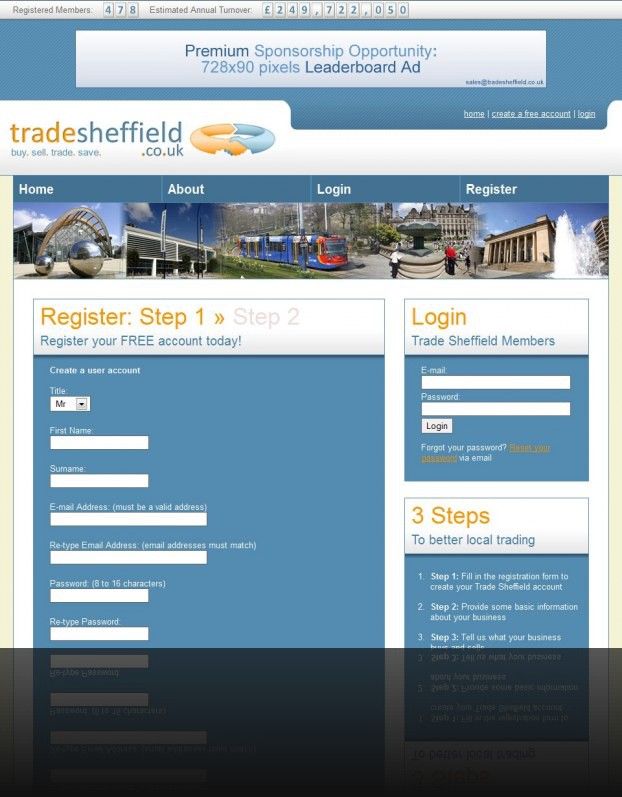 Registered Members: 478 Estimated Annual Turnover: £249,722,050
Premium Sponsorship Opportunity:
728x90 pixels Leaderboard Ad
sales@tradesheffield.co.uk
home | create a free account | login
tradesheffield
buy. sell. trade. save. .co.uk
Home About Login Register
Register: Step 1 » Step 2
Register your FREE account today!
Create a user account
Title:
Mr
First Name:
Surname:
E-mail Address: (must be a valid address)
Re-type Email Address: (email addresses must match)
Password: (8 to 16 characters)
Re-type Password:
Login
Trade Sheffield Members
E-mail:
Password:
Login
Forgot your password? Reset your
password via email
3 Steps
To better local trading
1. Step 1: Fill in the registration form to
create your Trade Sheffield account
2. Step 2: Provide some basic information
about your business
3. Step 3: Tell us what your business
buys and sells